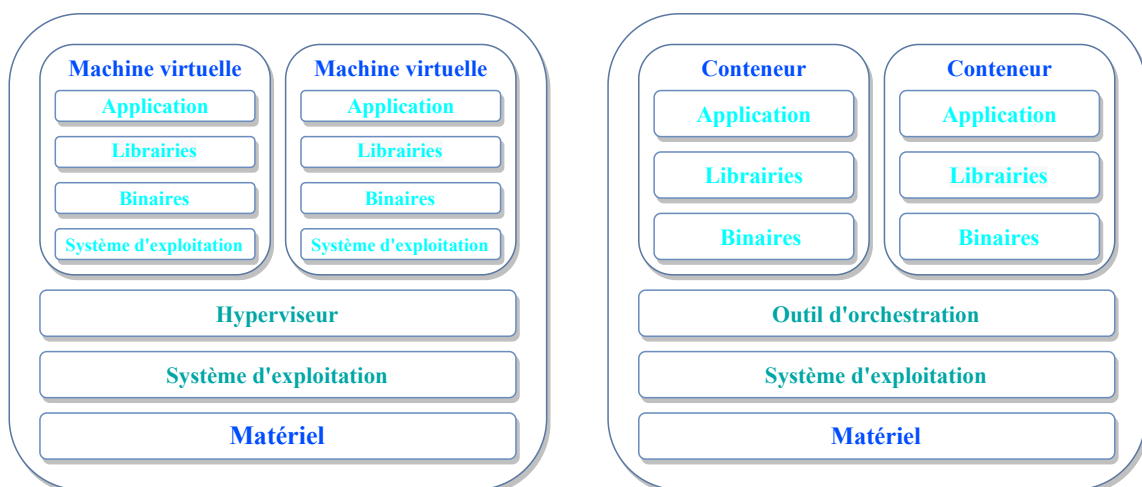 Machine virtuelle
Application
Librairies
Binaires
Système d'exploitation
Machine virtuelle
Application
Librairies
Binaires
Système d'exploitation
Hyperviseur
Système d'exploitation
Matériel
Conteneur
Application
Librairies
Binaires
Conteneur
Application
Librairies
Binaires
Outil d'orchestration
Système d'exploitation
Matériel